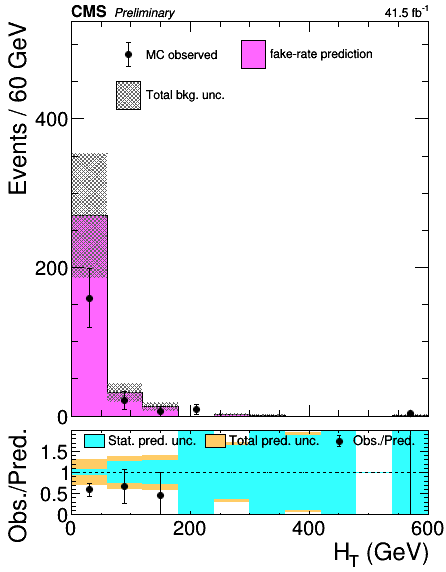 CMS Preliminary 41.5 fb⁻¹
MC observed fake-rate prediction
Total bkg. unc.
Events / 60 GeV
400
200
0
Stat. pred. unc. Total pred. unc. Obs./Pred.
Obs./Pred.
1.5
1
0.5
0
0 200 400 600
H_T (GeV)